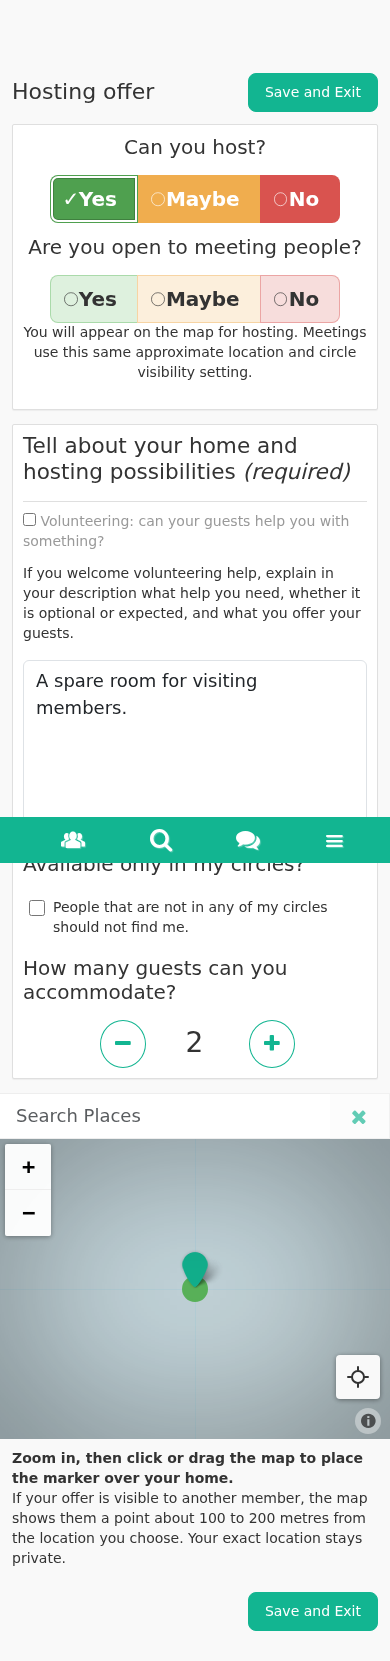 Hosting offer
Save and Exit
Can you host?
✓Yes
Maybe
No
Are you open to meeting people?
Yes
Maybe
No
You will appear on the map for hosting. Meetings
use this same approximate location and circle
visibility setting.
Tell about your home and
hosting possibilities (required)
Volunteering: can your guests help you with
something?
If you welcome volunteering help, explain in
your description what help you need, whether it
is optional or expected, and what you offer your
guests.
A spare room for visiting
members.
Available only in my circles?
People that are not in any of my circles
should not find me.
How many guests can you
accommodate?
− 2 +
Search Places
+
−
Zoom in, then click or drag the map to place
the marker over your home.
If your offer is visible to another member, the map
shows them a point about 100 to 200 metres from
the location you choose. Your exact location stays
private.
Save and Exit